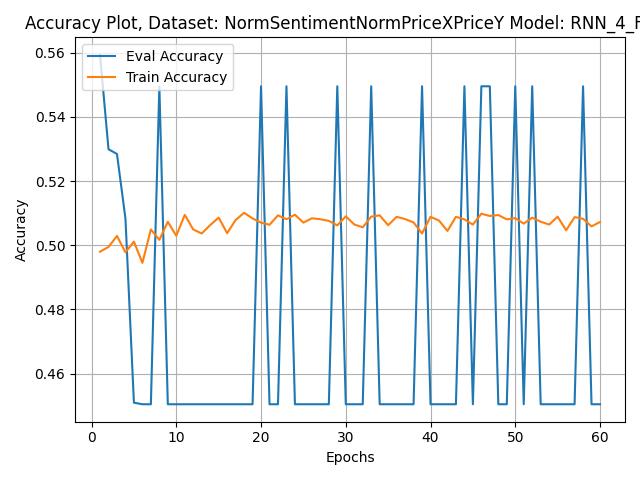 Accuracy Plot, Dataset: NormSentimentNormPriceXPriceY Model: RNN_4_F
Eval Accuracy
Train Accuracy
Accuracy
0.56
0.54
0.52
0.50
0.48
0.46
0 10 20 30 40 50 60
Epochs